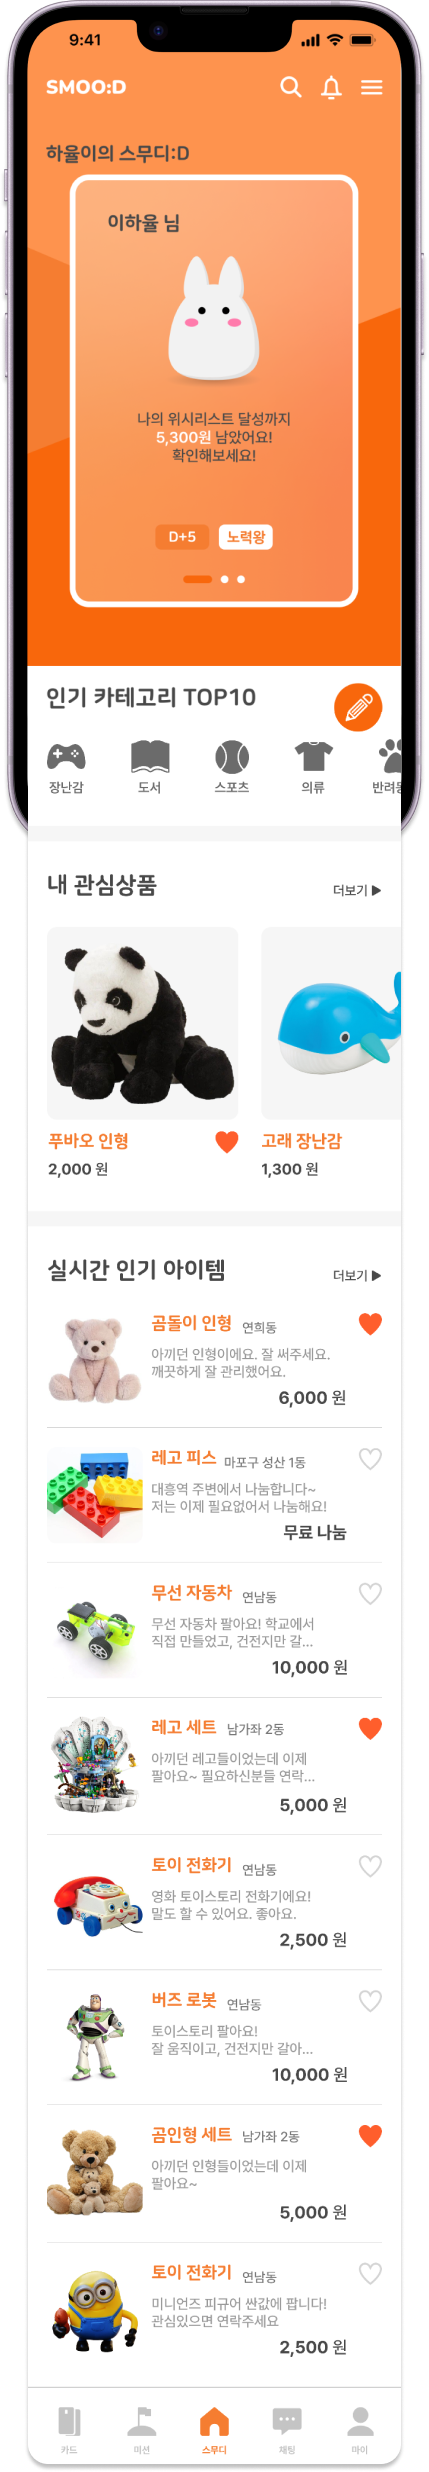 9:41
SMOO:D
하율이의 스무디:D
이하율 님
나의 위시리스트 달성까지
5,300원 남았어요!
확인해보세요!
D+5 노력왕
인기 카테고리 TOP10
장난감 도서 스포츠 의류 반려동
내 관심상품 더보기 ▶
푸바오 인형 고래 장난감
2,000 원 1,300 원
실시간 인기 아이템 더보기 ▶
곰돌이 인형 연희동
아끼던 인형이에요. 잘 써주세요.
깨끗하게 잘 관리했어요.
6,000 원
레고 피스 마포구 성산 1동
대흥역 주변에서 나눔합니다~
저는 이제 필요없어서 나눔해요!
무료 나눔
무선 자동차 연남동
무선 자동차 팔아요! 학교에서
직접 만들었고, 건전지만 갈...
10,000 원
레고 세트 남가좌 2동
아끼던 레고들이었는데 이제
팔아요~ 필요하신분들 연락...
5,000 원
토이 전화기 연남동
영화 토이스토리 전화기에요!
말도 할 수 있어요. 좋아요.
2,500 원
버즈 로봇 연남동
토이스토리 팔아요!
잘 움직이고, 건전지만 갈아...
10,000 원
곰인형 세트 남가좌 2동
아끼던 인형들이었는데 이제
팔아요~
5,000 원
토이 전화기 연남동
미니언즈 피규어 싼값에 팝니다!
관심있으면 연락주세요
2,500 원
카드 미션 스무디 채팅 마이